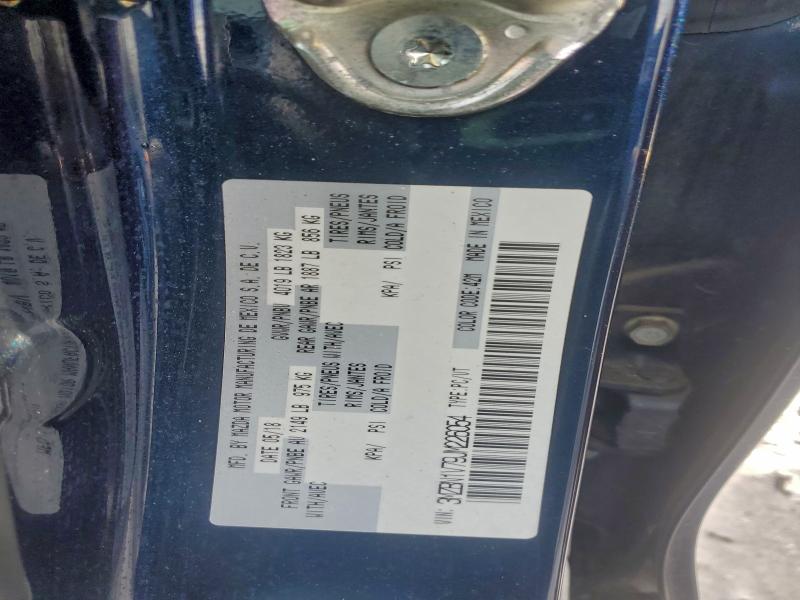 MFD. BY MAZDA MOTOR MANUFACTURING DE MEXICO S.A. DE C.V.
DATE 05/18 GVWR/PNBV 4019 LB 1823 KG
FRONT GAWR/PNBE AV 2149 LB 975 KG REAR GAWR/PNBE AR 1887 LB 856 KG
WITH/AVEC TIRES/PNEUS WITH/AVEC TIRES/PNEUS
RIMS/JANTES RIMS/JANTES
KPA/ PSI COLD/A FROID KPA/ PSI COLD/A FROID
VIN: 3MZBN1V79JM226054 TYPE:PC/VT COLOR CODE:42M MADE IN MEXICO